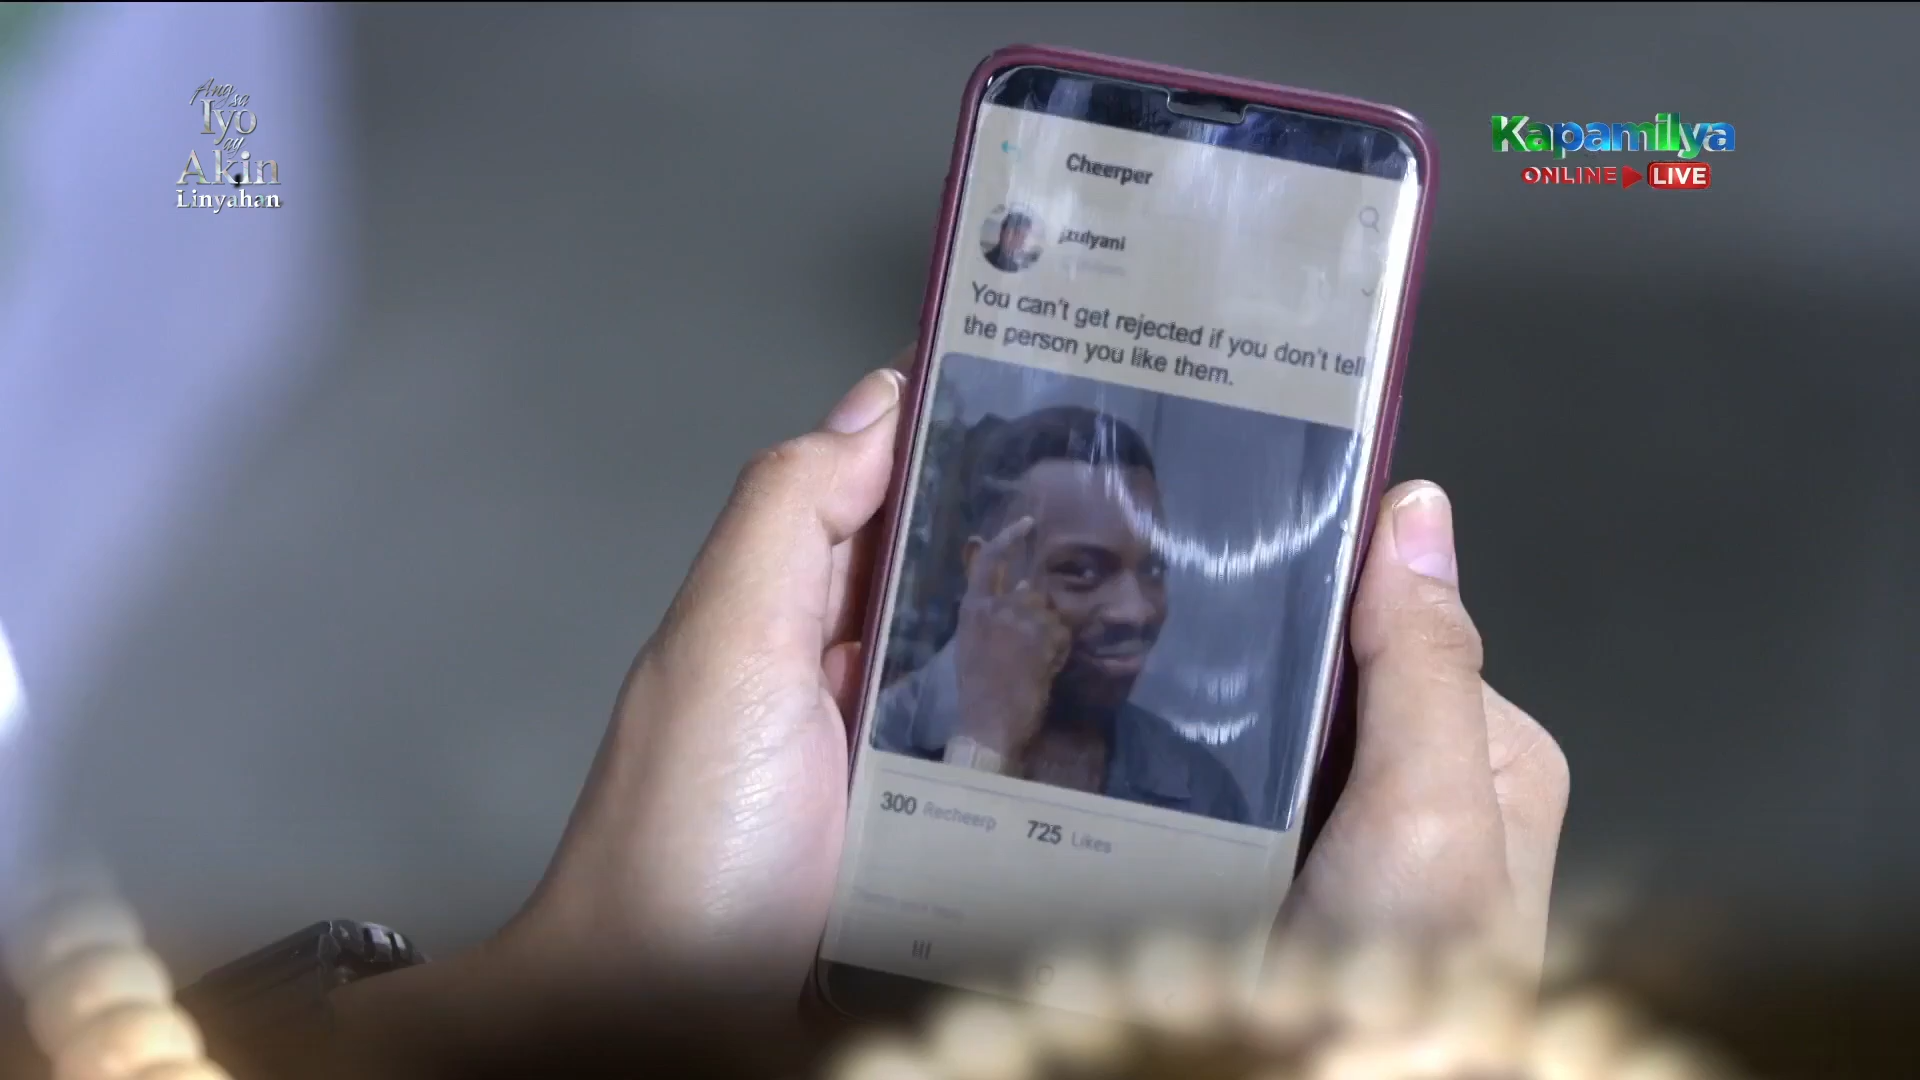 Ang sa
Iyo
ay
Akin
Linyahan
Kapamilya
ONLINE LIVE
Cheerper
jzulyani
You can't get rejected if you don't tell
the person you like them.
300 Recheerp 725 Likes